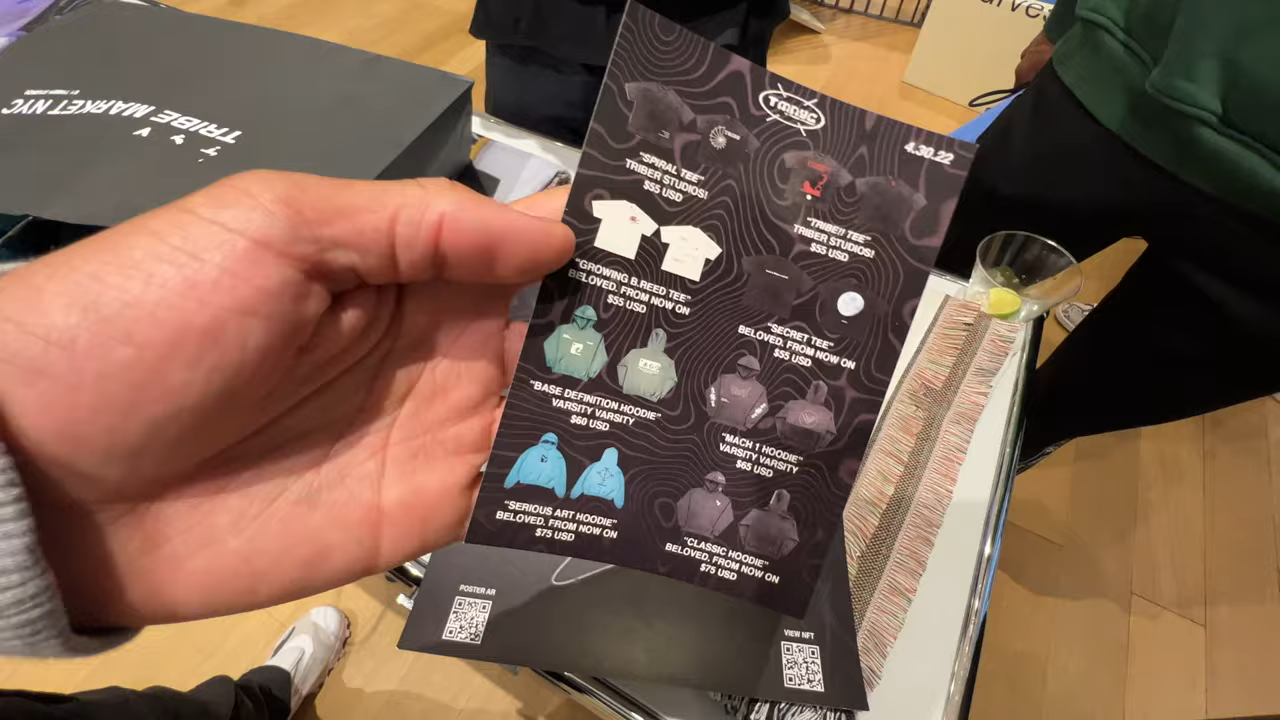 TRIBE MARKET NYC
TMNYC
4.30.22
"SPIRAL TEE"
TRIBER STUDIOS!
$55 USD
"TRIBE!! TEE"
TRIBER STUDIOS!
$55 USD
"GROWING B.REED TEE"
BELOVED. FROM NOW ON
$55 USD
"SECRET TEE"
BELOVED. FROM NOW ON
$55 USD
"BASE DEFINITION HOODIE"
VARSITY VARSITY
$60 USD
"MACH 1 HOODIE"
VARSITY VARSITY
$65 USD
"SERIOUS ART HOODIE"
BELOVED. FROM NOW ON
$75 USD
"CLASSIC HOODIE"
BELOVED. FROM NOW ON
$75 USD
POSTER AR
VIEW NFT